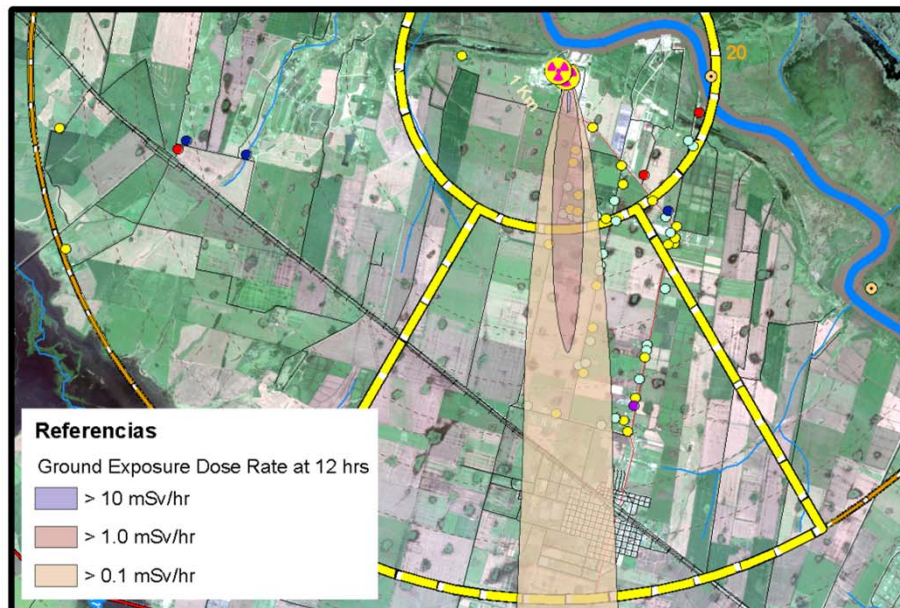 20
1 Km
Referencias
Ground Exposure Dose Rate at 12 hrs
> 10 mSv/hr
> 1.0 mSv/hr
> 0.1 mSv/hr